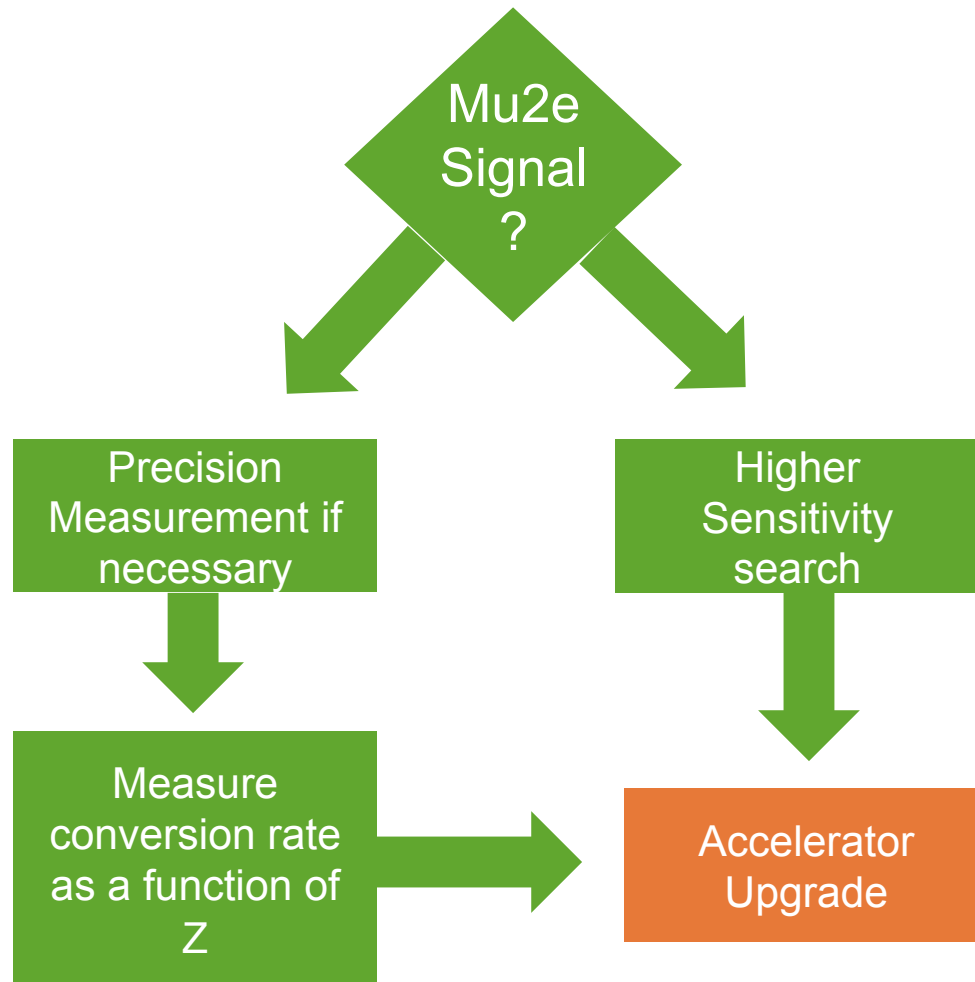 Mu2e
Signal
?
Precision
Measurement if
necessary
Higher
Sensitivity
search
Measure
conversion rate
as a function of
Z
Accelerator
Upgrade